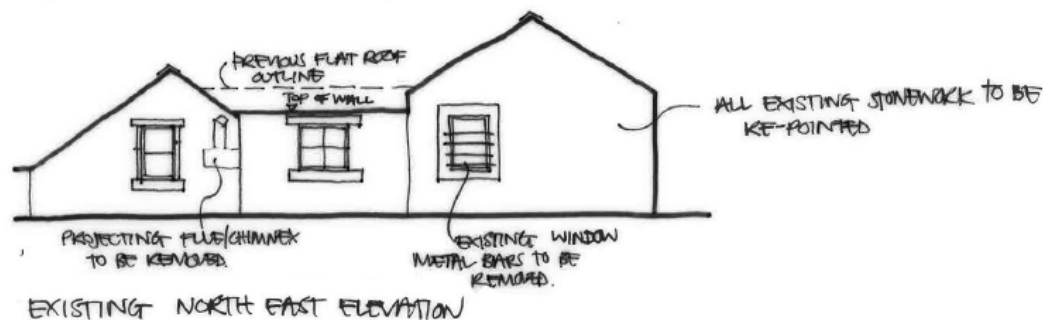 PREVIOUS FLAT ROOF
OUTLINE
TOP OF WALL
ALL EXISTING STONEWORK TO BE
RE-POINTED
PROJECTING FLUE/CHIMNEY
TO BE REMOVED.
EXISTING WINDOW
METAL BARS TO BE
REMOVED.
EXISTING NORTH EAST ELEVATION